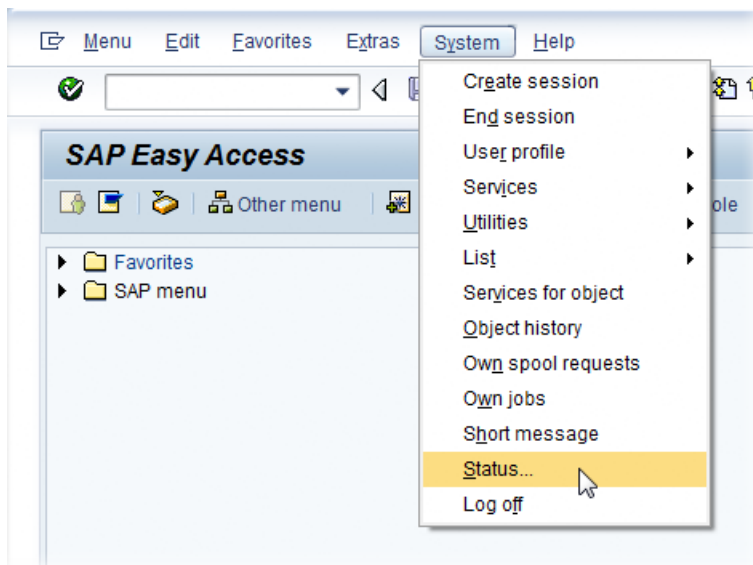 Menu Edit Favorites Extras System Help
SAP Easy Access
Other menu
ole
Favorites
SAP menu
Create session
End session
User profile
Services
Utilities
List
Services for object
Object history
Own spool requests
Own jobs
Short message
Status...
Log off